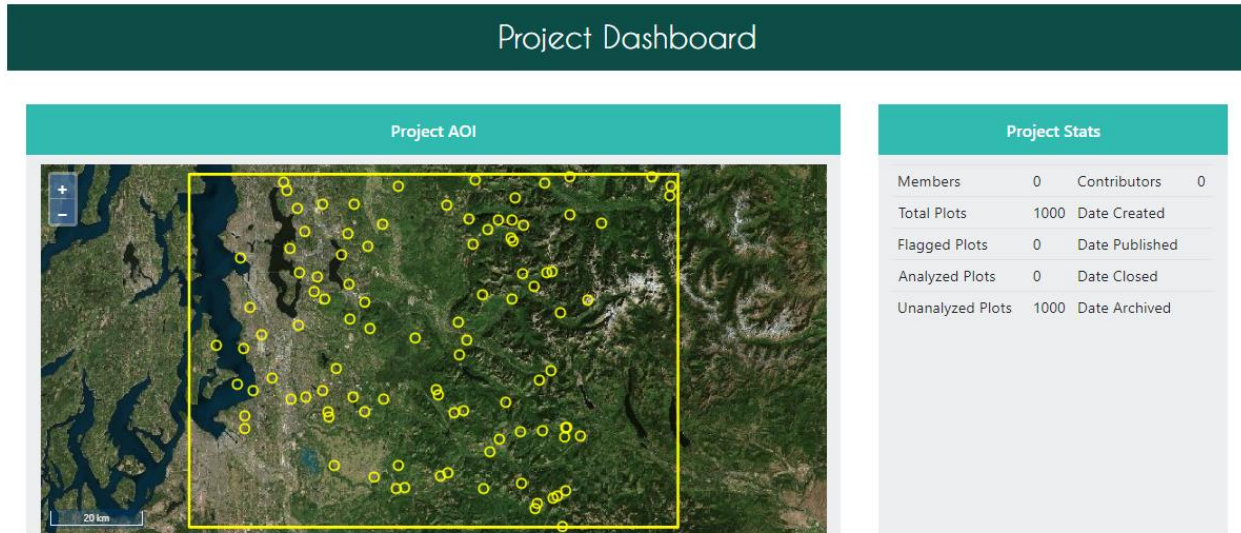 Project Dashboard
Project AOI
+
−
20 km
Project Stats
Members 0 Contributors 0
Total Plots 1000 Date Created
Flagged Plots 0 Date Published
Analyzed Plots 0 Date Closed
Unanalyzed Plots 1000 Date Archived